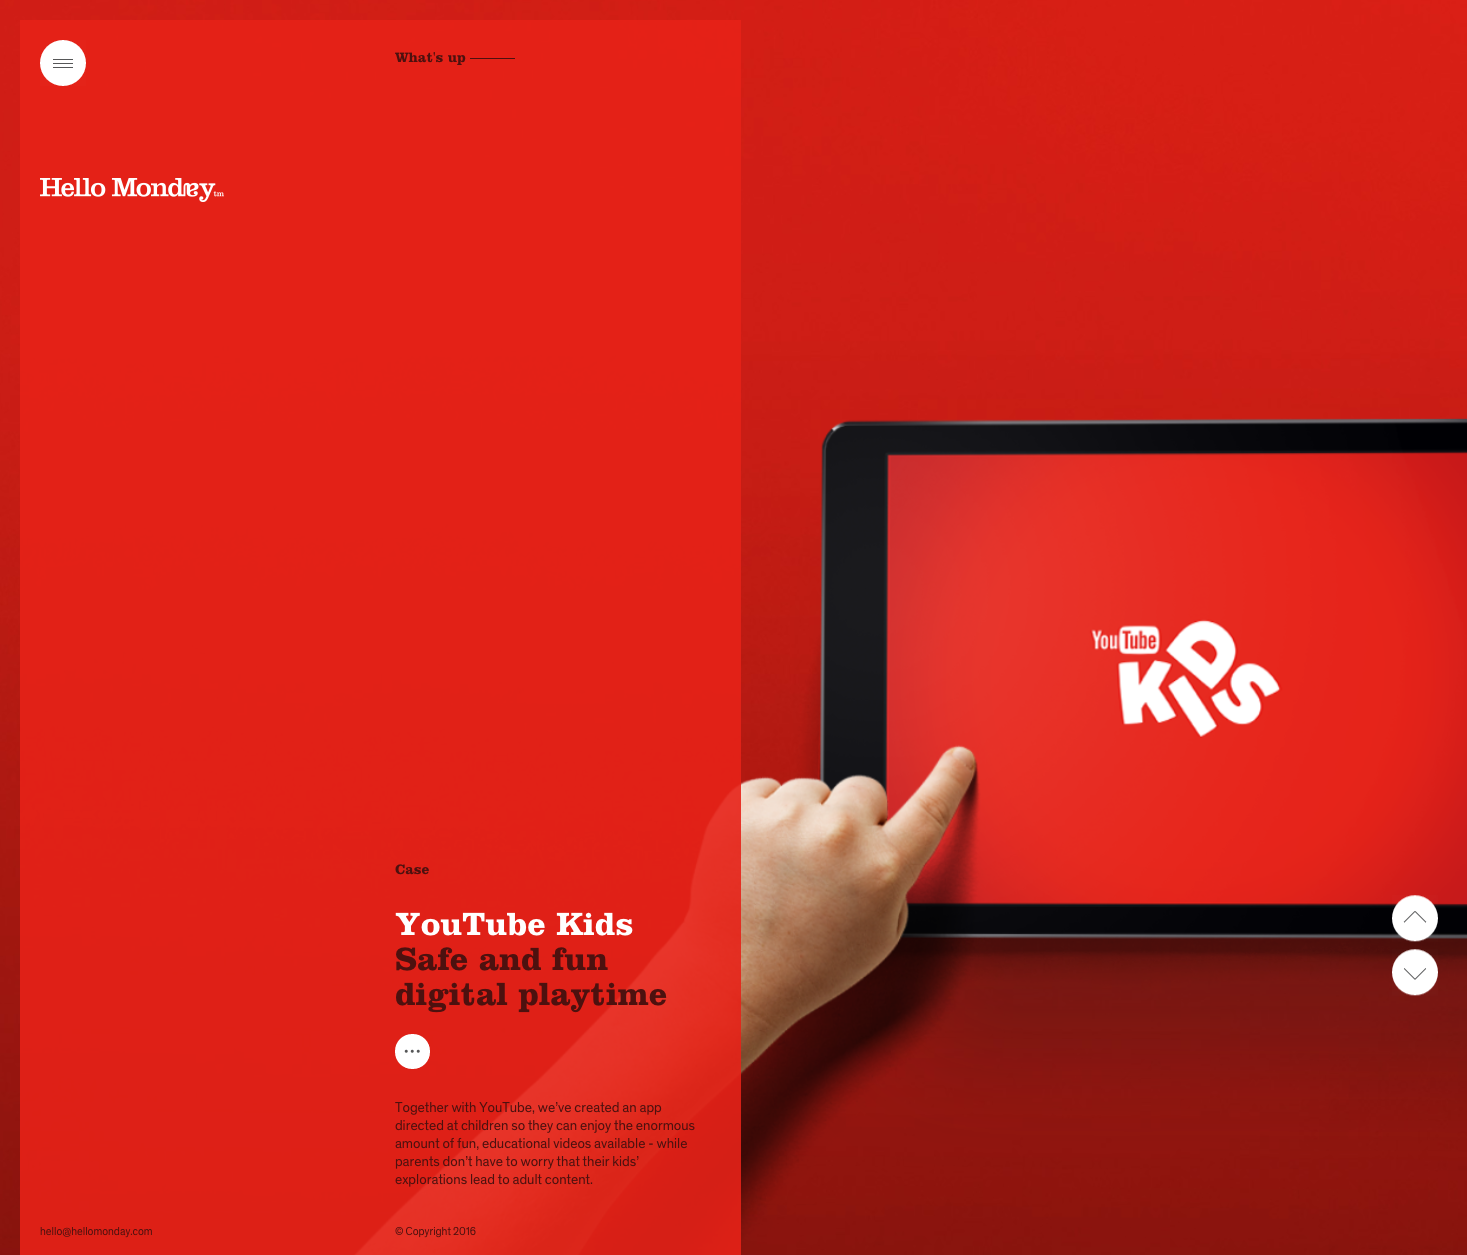 What's up
Hello Monday tm
YouTube
KIDS
Case
YouTube Kids
Safe and fun
digital playtime
Together with YouTube, we've created an app
directed at children so they can enjoy the enormous
amount of fun, educational videos available - while
parents don't have to worry that their kids'
explorations lead to adult content.
hello@hellomonday.com
© Copyright 2016